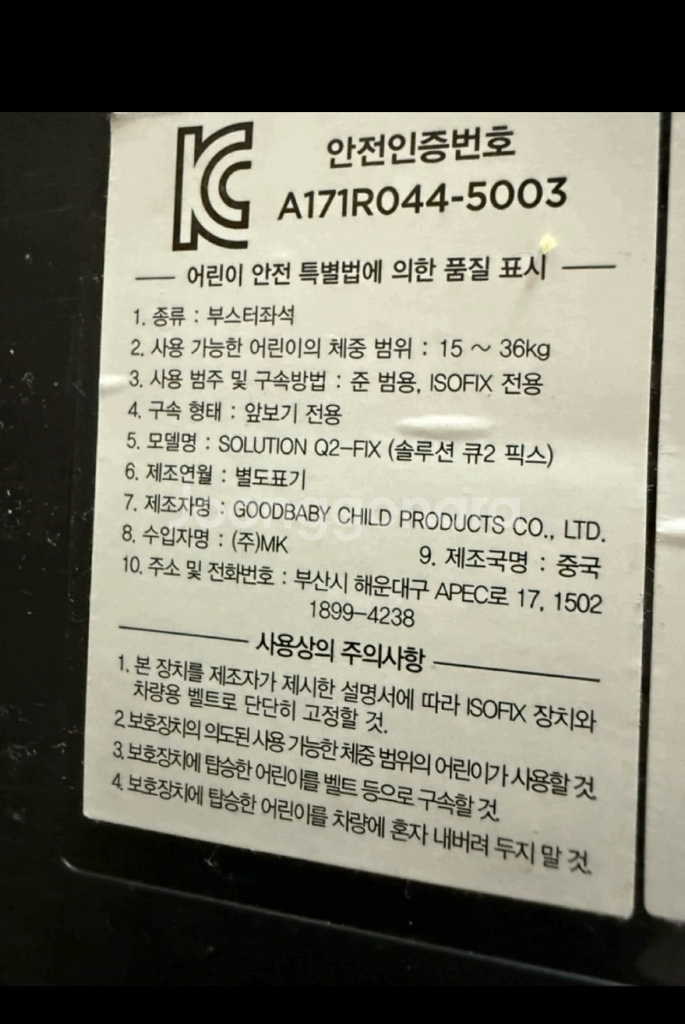 KC
안전인증번호
A171R044-5003
어린이 안전 특별법에 의한 품질 표시
1. 종류 : 부스터좌석
2. 사용 가능한 어린이의 체중 범위 : 15 ~ 36kg
3. 사용 범주 및 구속방법 : 준 범용, ISOFIX 전용
4. 구속 형태 : 앞보기 전용
5. 모델명 : SOLUTION Q2-FIX (솔루션 큐2 픽스)
6. 제조연월 : 별도표기
7. 제조자명 : GOODBABY CHILD PRODUCTS CO., LTD.
8. 수입자명 : (주)MK 9. 제조국명 : 중국
10. 주소 및 전화번호 : 부산시 해운대구 APEC로 17, 1502
1899-4238
사용상의 주의사항
1. 본 장치를 제조자가 제시한 설명서에 따라 ISOFIX 장치와
차량용 벨트로 단단히 고정할 것.
2. 보호장치의 의도된 사용 가능한 체중 범위의 어린이가 사용할 것.
3. 보호장치에 탑승한 어린이를 벨트 등으로 구속할 것.
4. 보호장치에 탑승한 어린이를 차량에 혼자 내버려 두지 말 것.